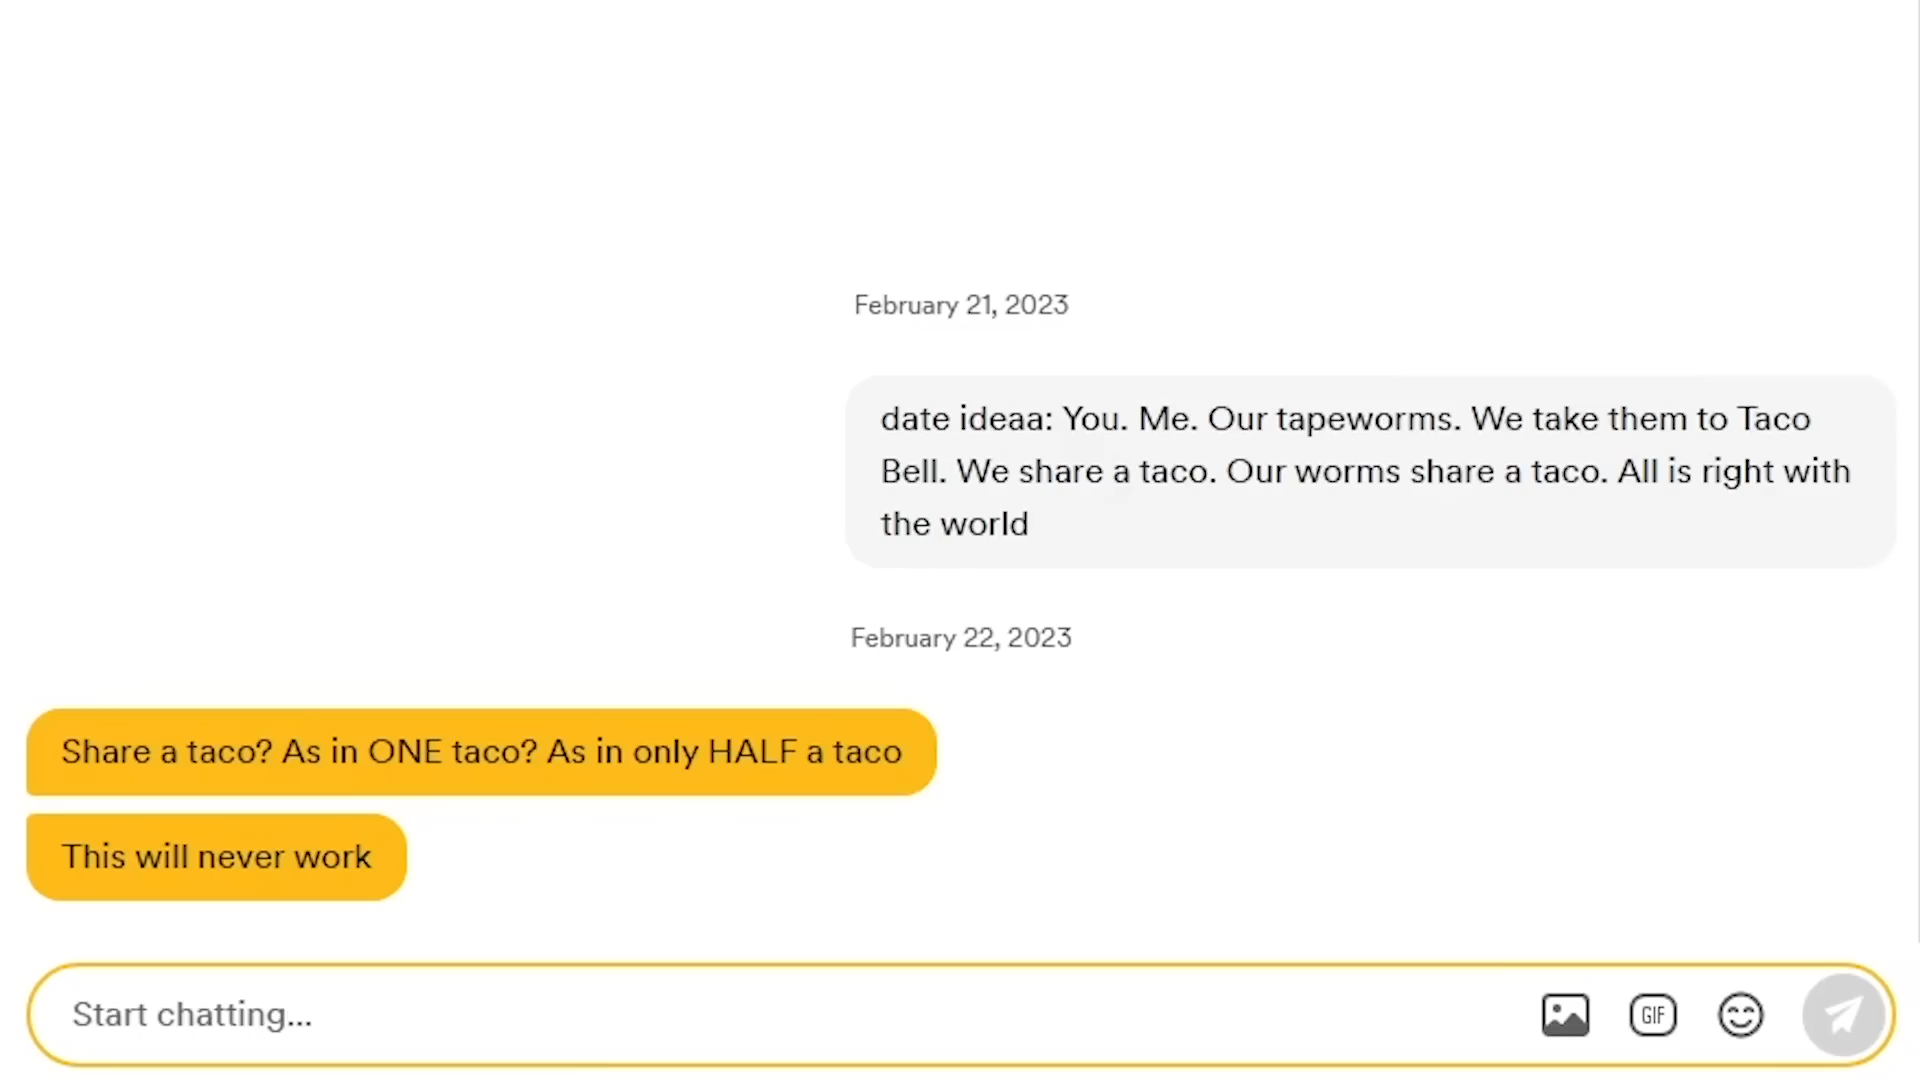 February 21, 2023
date ideaa: You. Me. Our tapeworms. We take them to Taco
Bell. We share a taco. Our worms share a taco. All is right with
the world
February 22, 2023
Share a taco? As in ONE taco? As in only HALF a taco
This will never work
Start chatting...
GIF